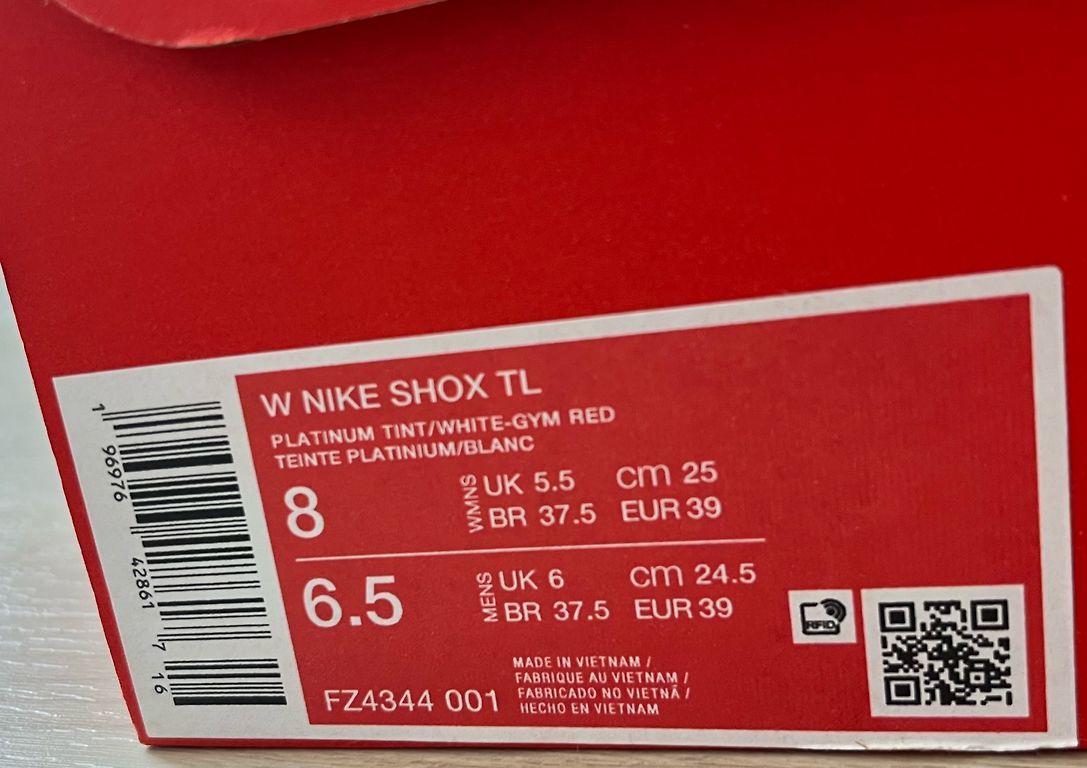 W NIKE SHOX TL
PLATINUM TINT/WHITE-GYM RED
TEINTE PLATINIUM/BLANC
8
WMNS
UK 5.5 cm 25
BR 37.5 EUR 39
6.5
MENS
UK 6 cm 24.5
BR 37.5 EUR 39
FZ4344 001
MADE IN VIETNAM /
FABRIQUE AU VIETNAM /
FABRICADO NO VIETNÃ /
HECHO EN VIETNAM
RFID
1 96976 42861 7 16